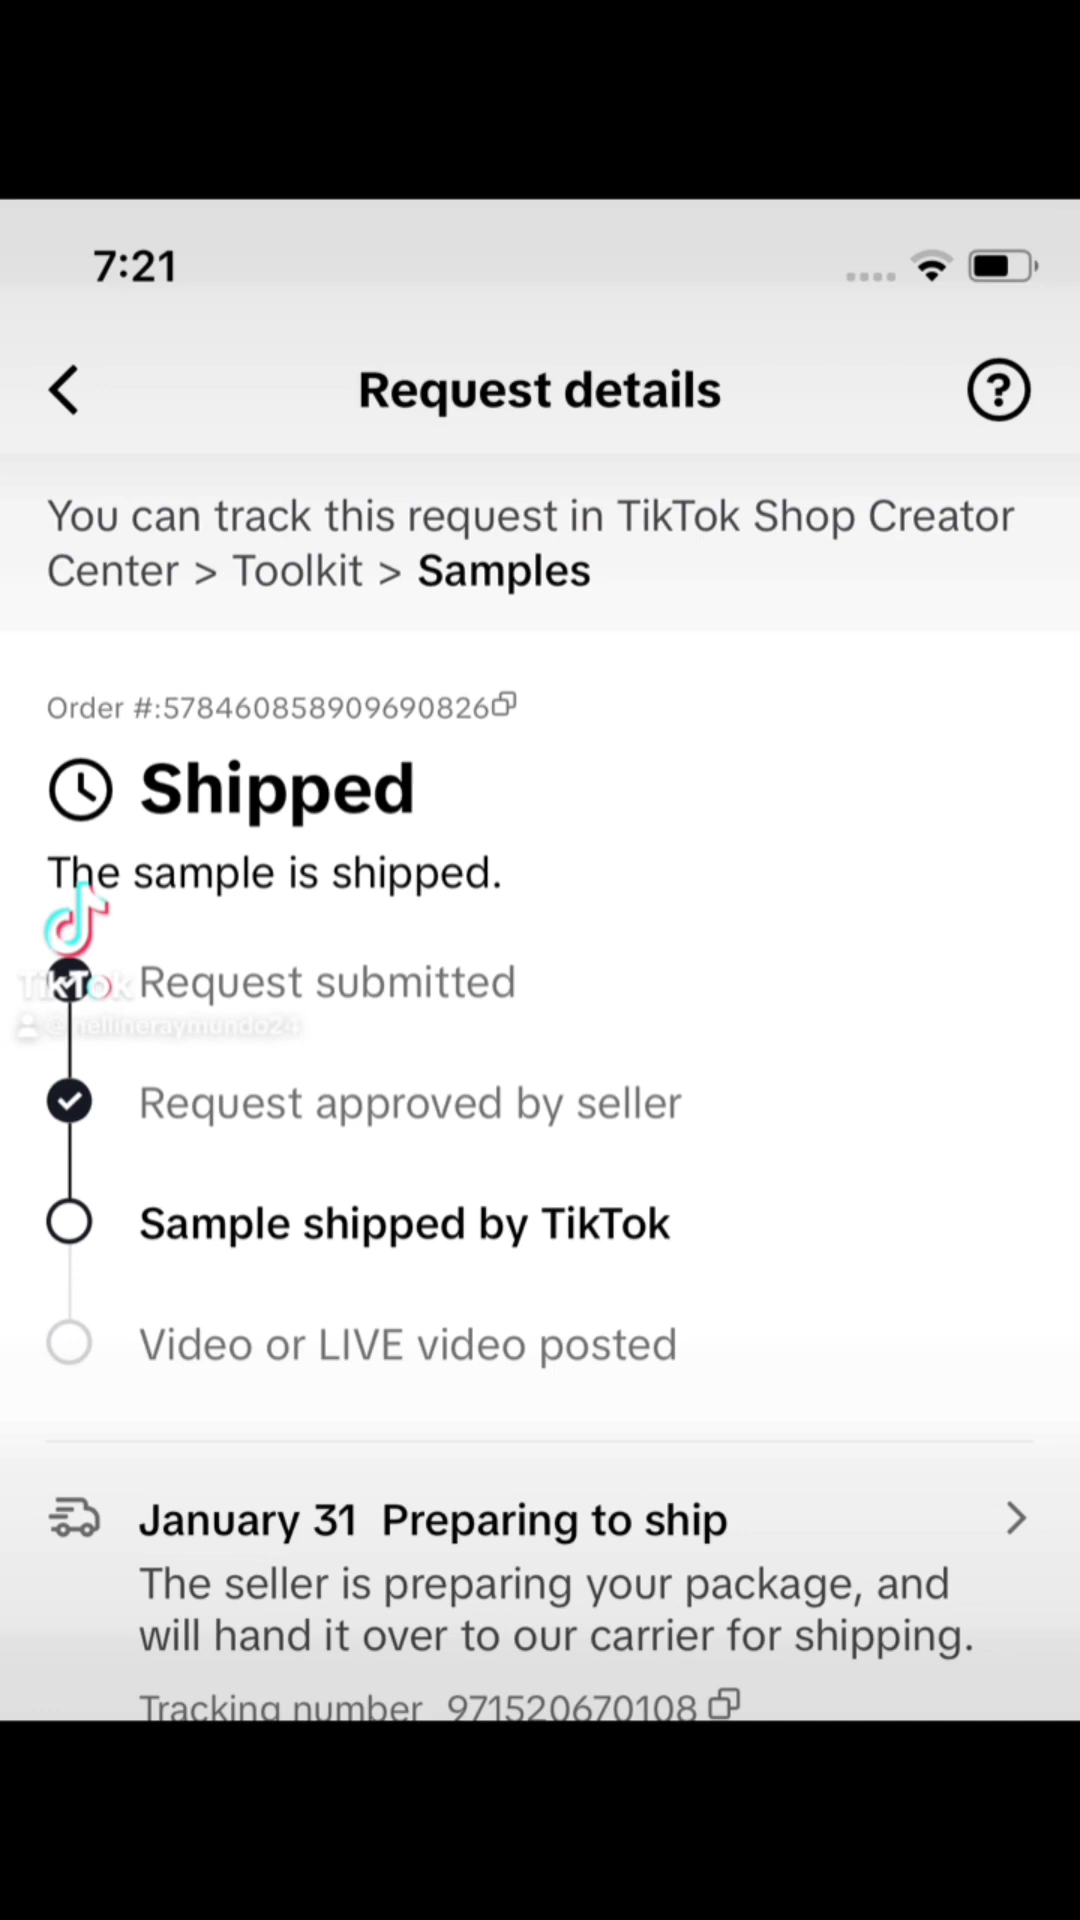 7:21
Request details
You can track this request in TikTok Shop Creator
Center > Toolkit > Samples
Order #:578460858909690826
Shipped
The sample is shipped.
TikTok
Request submitted
@nellineraymundo24
Request approved by seller
Sample shipped by TikTok
Video or LIVE video posted
January 31 Preparing to ship
The seller is preparing your package, and
will hand it over to our carrier for shipping.
Tracking number 971520670108